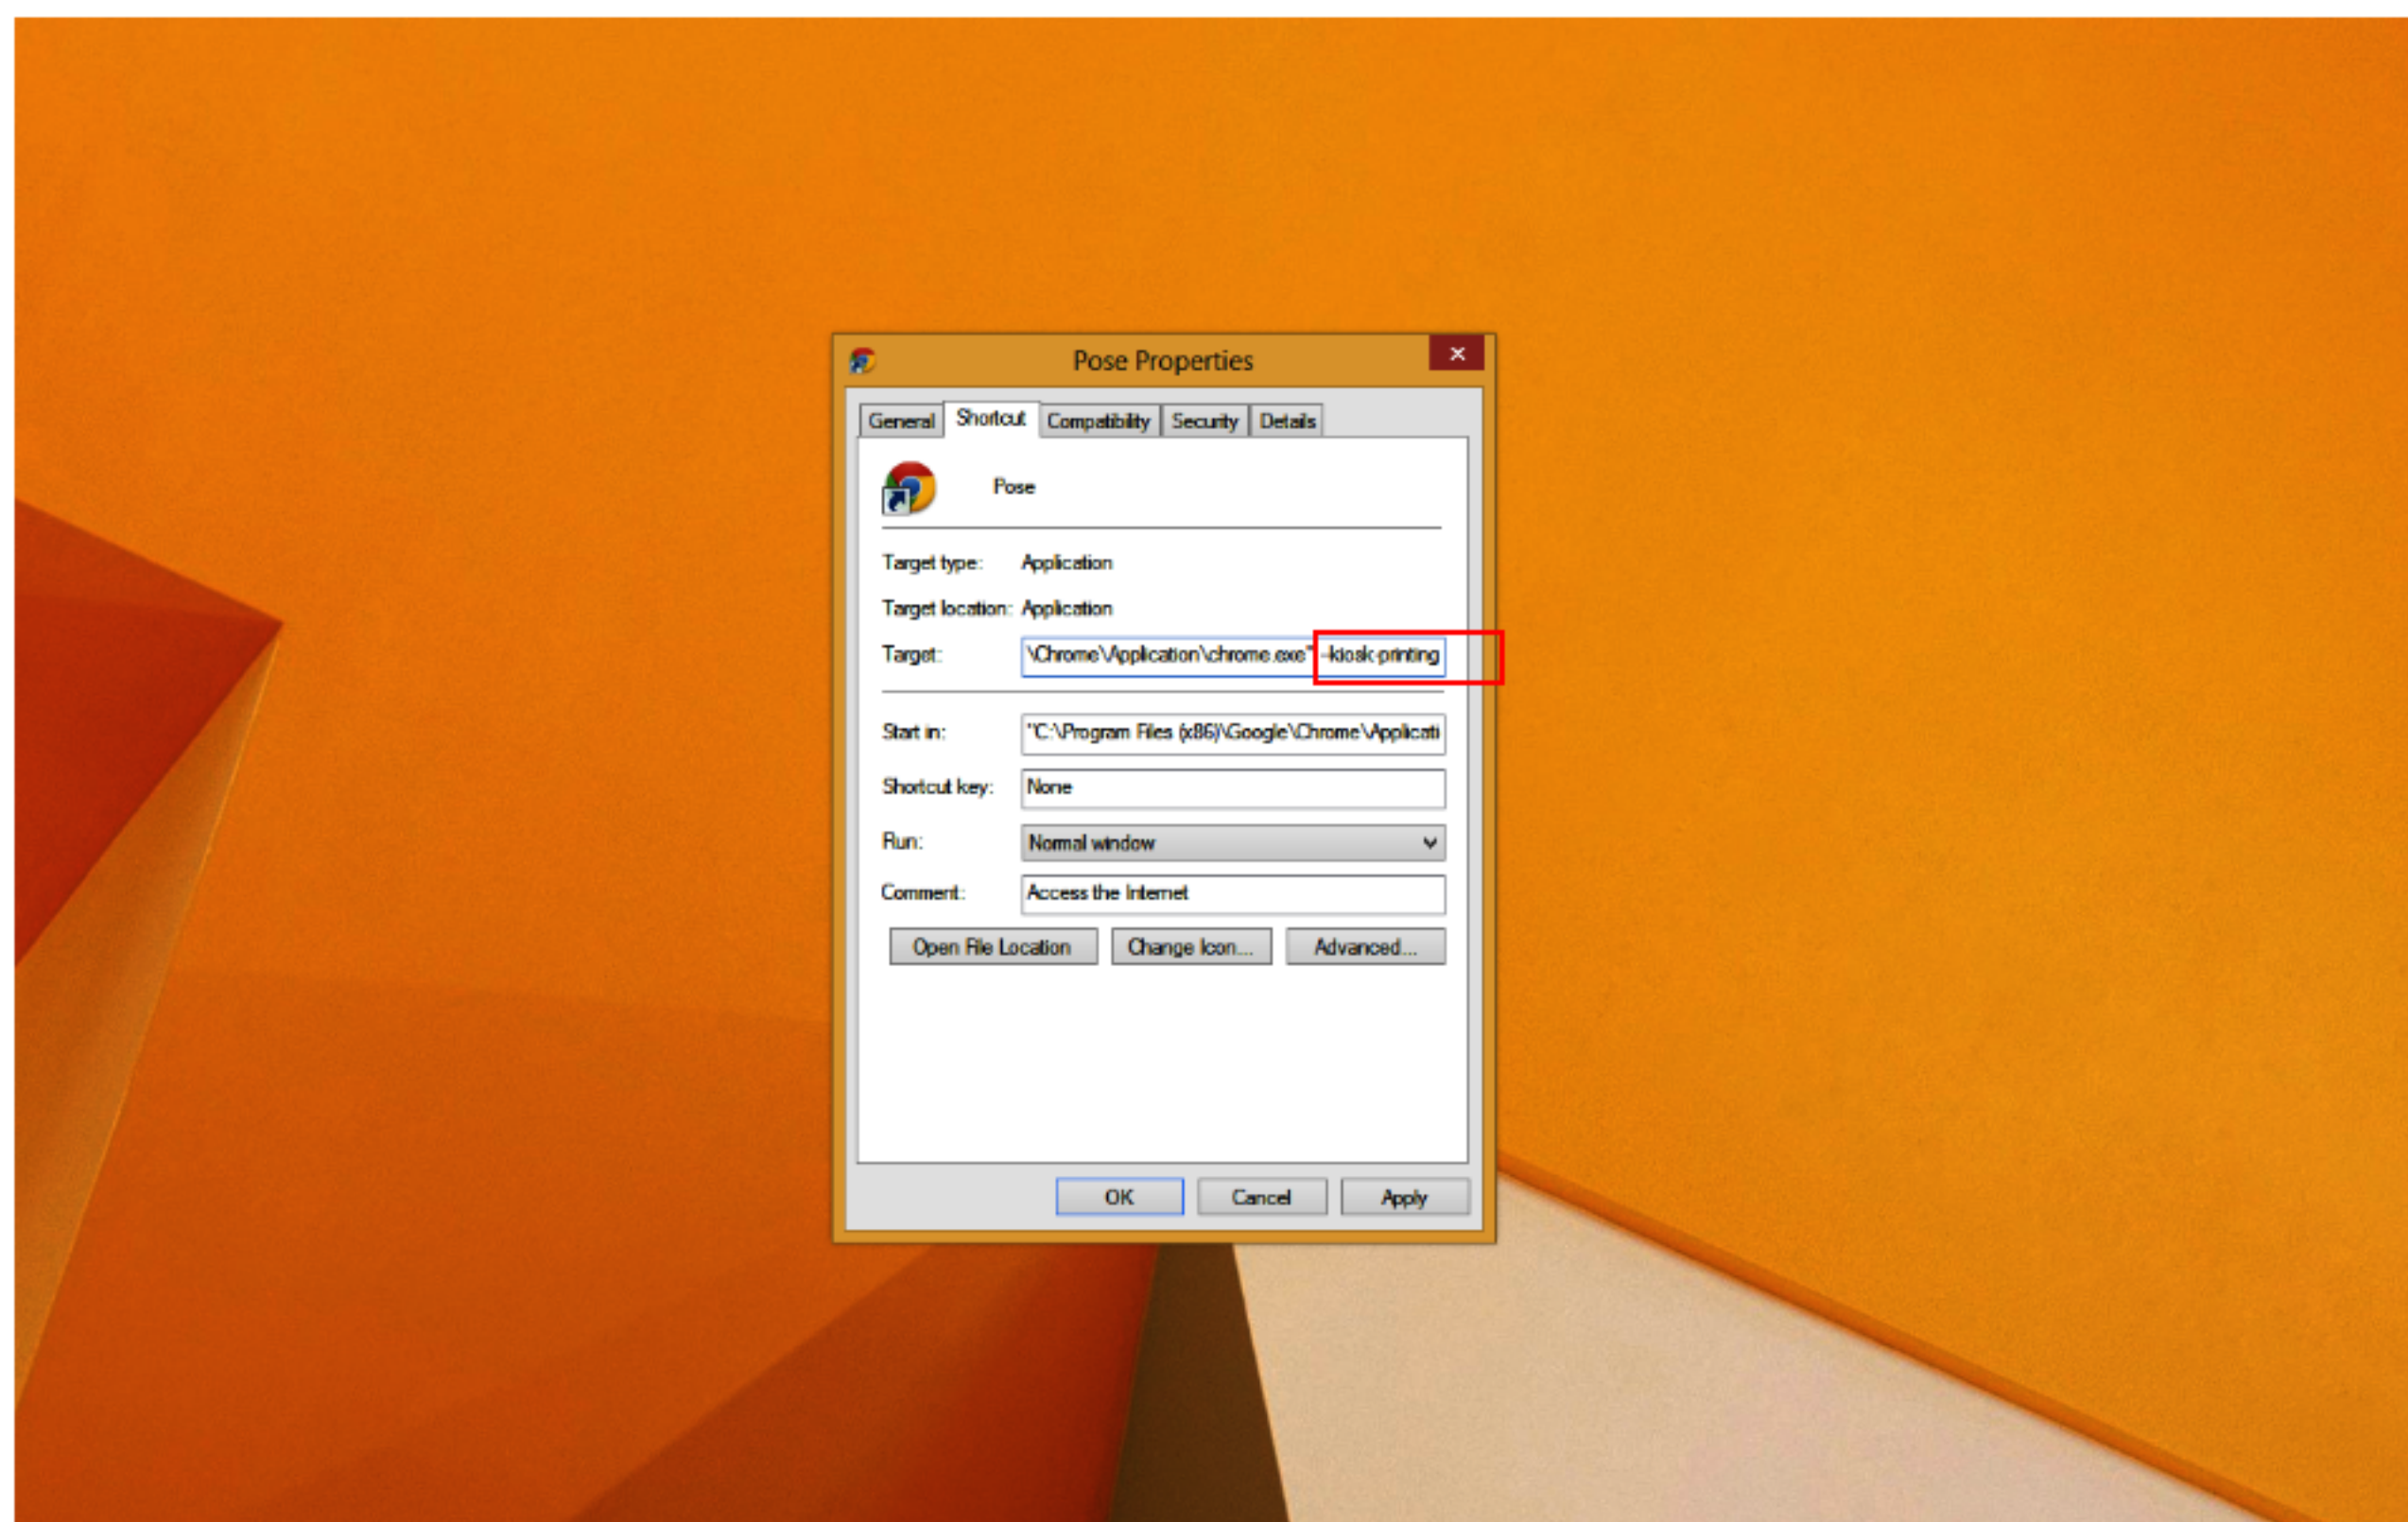 Pose Properties
General Shortcut Compatibility Security Details
Pose
Target type: Application
Target location: Application
Target: \Chrome\Application\chrome.exe" --kiosk-printing
Start in: "C:\Program Files (x86)\Google\Chrome\Applicati
Shortcut key: None
Run: Normal window
Comment: Access the Internet
Open File Location Change Icon... Advanced...
OK Cancel Apply